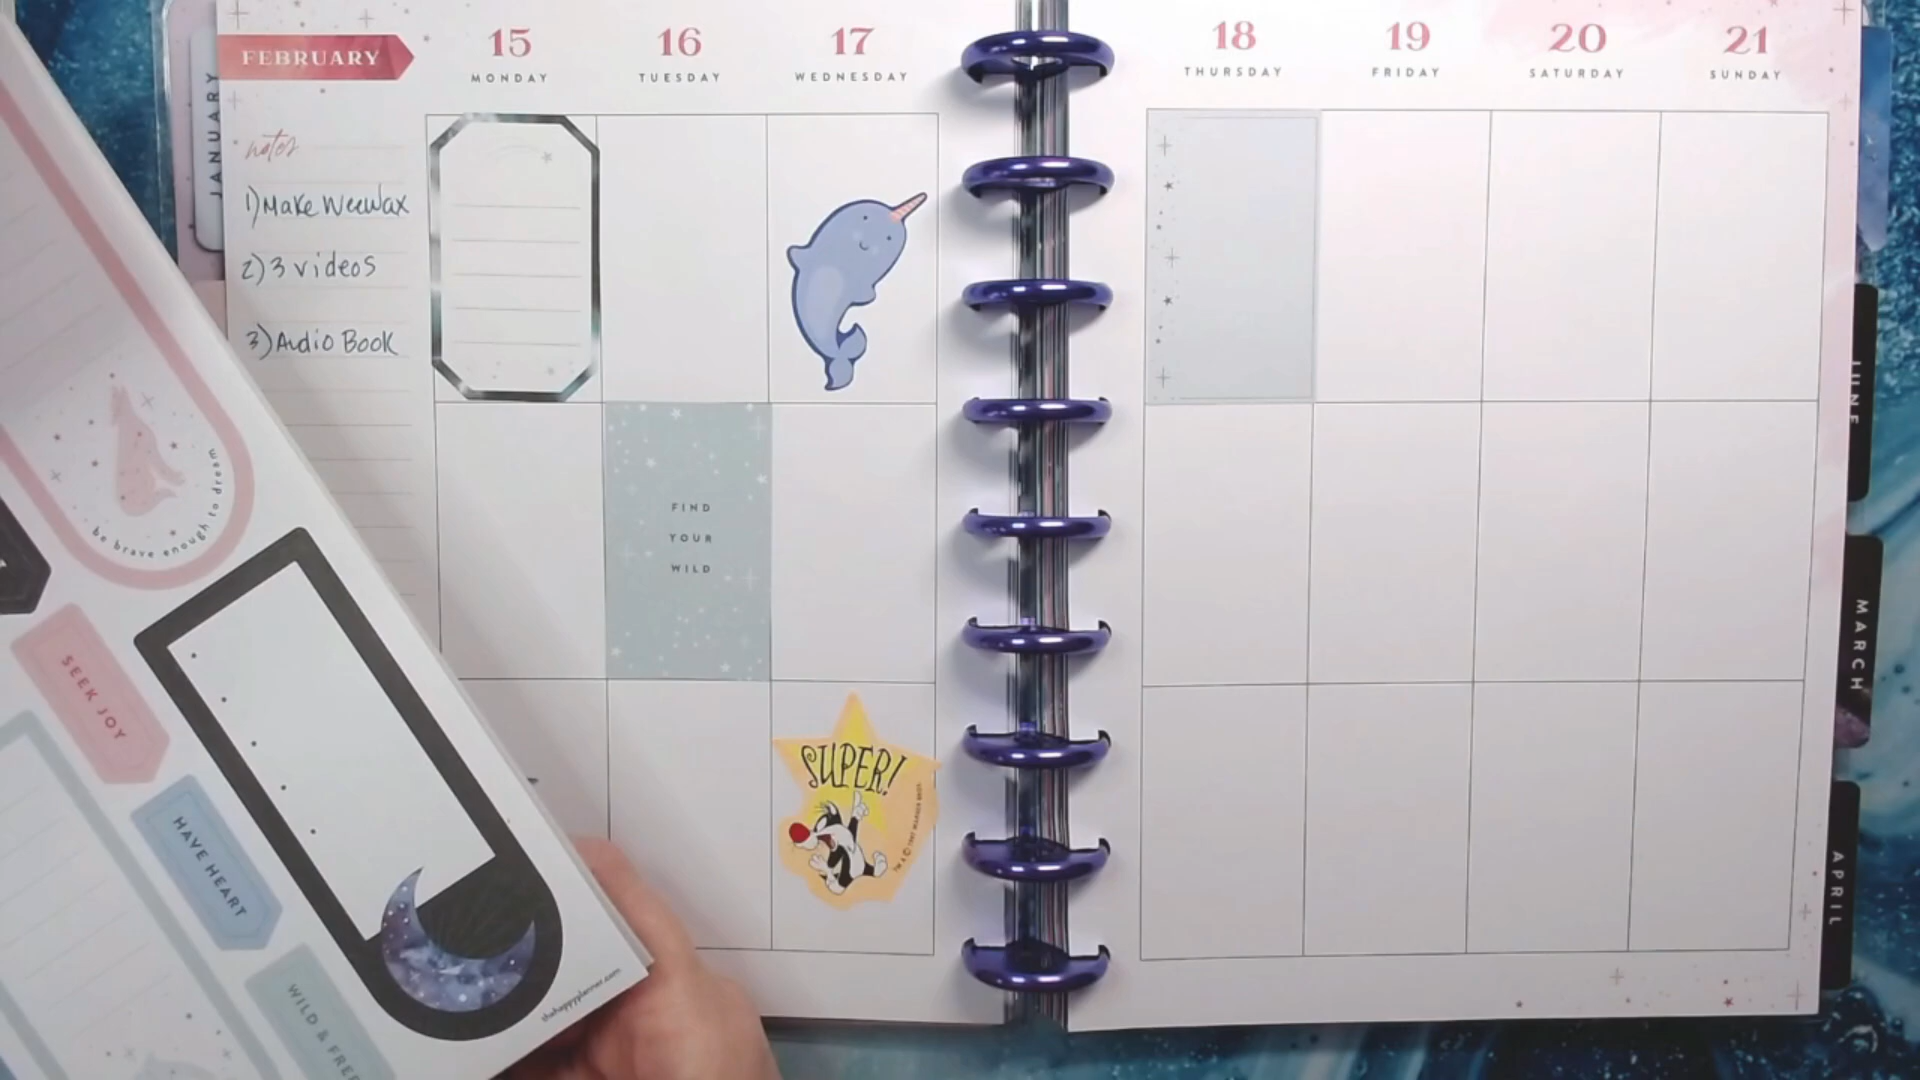 FEBRUARY
15
MONDAY
16
TUESDAY
17
WEDNESDAY
18
THURSDAY
19
FRIDAY
20
SATURDAY
21
SUNDAY
JANUARY
notes
1)Make WeeWax
2)3 videos
3)Audio Book
FIND
YOUR
WILD
SUPER!
be brave enough to dream
SEEK JOY
HAVE HEART
WILD & FREE
thehappyplanner.com
JUNE
MARCH
APRIL